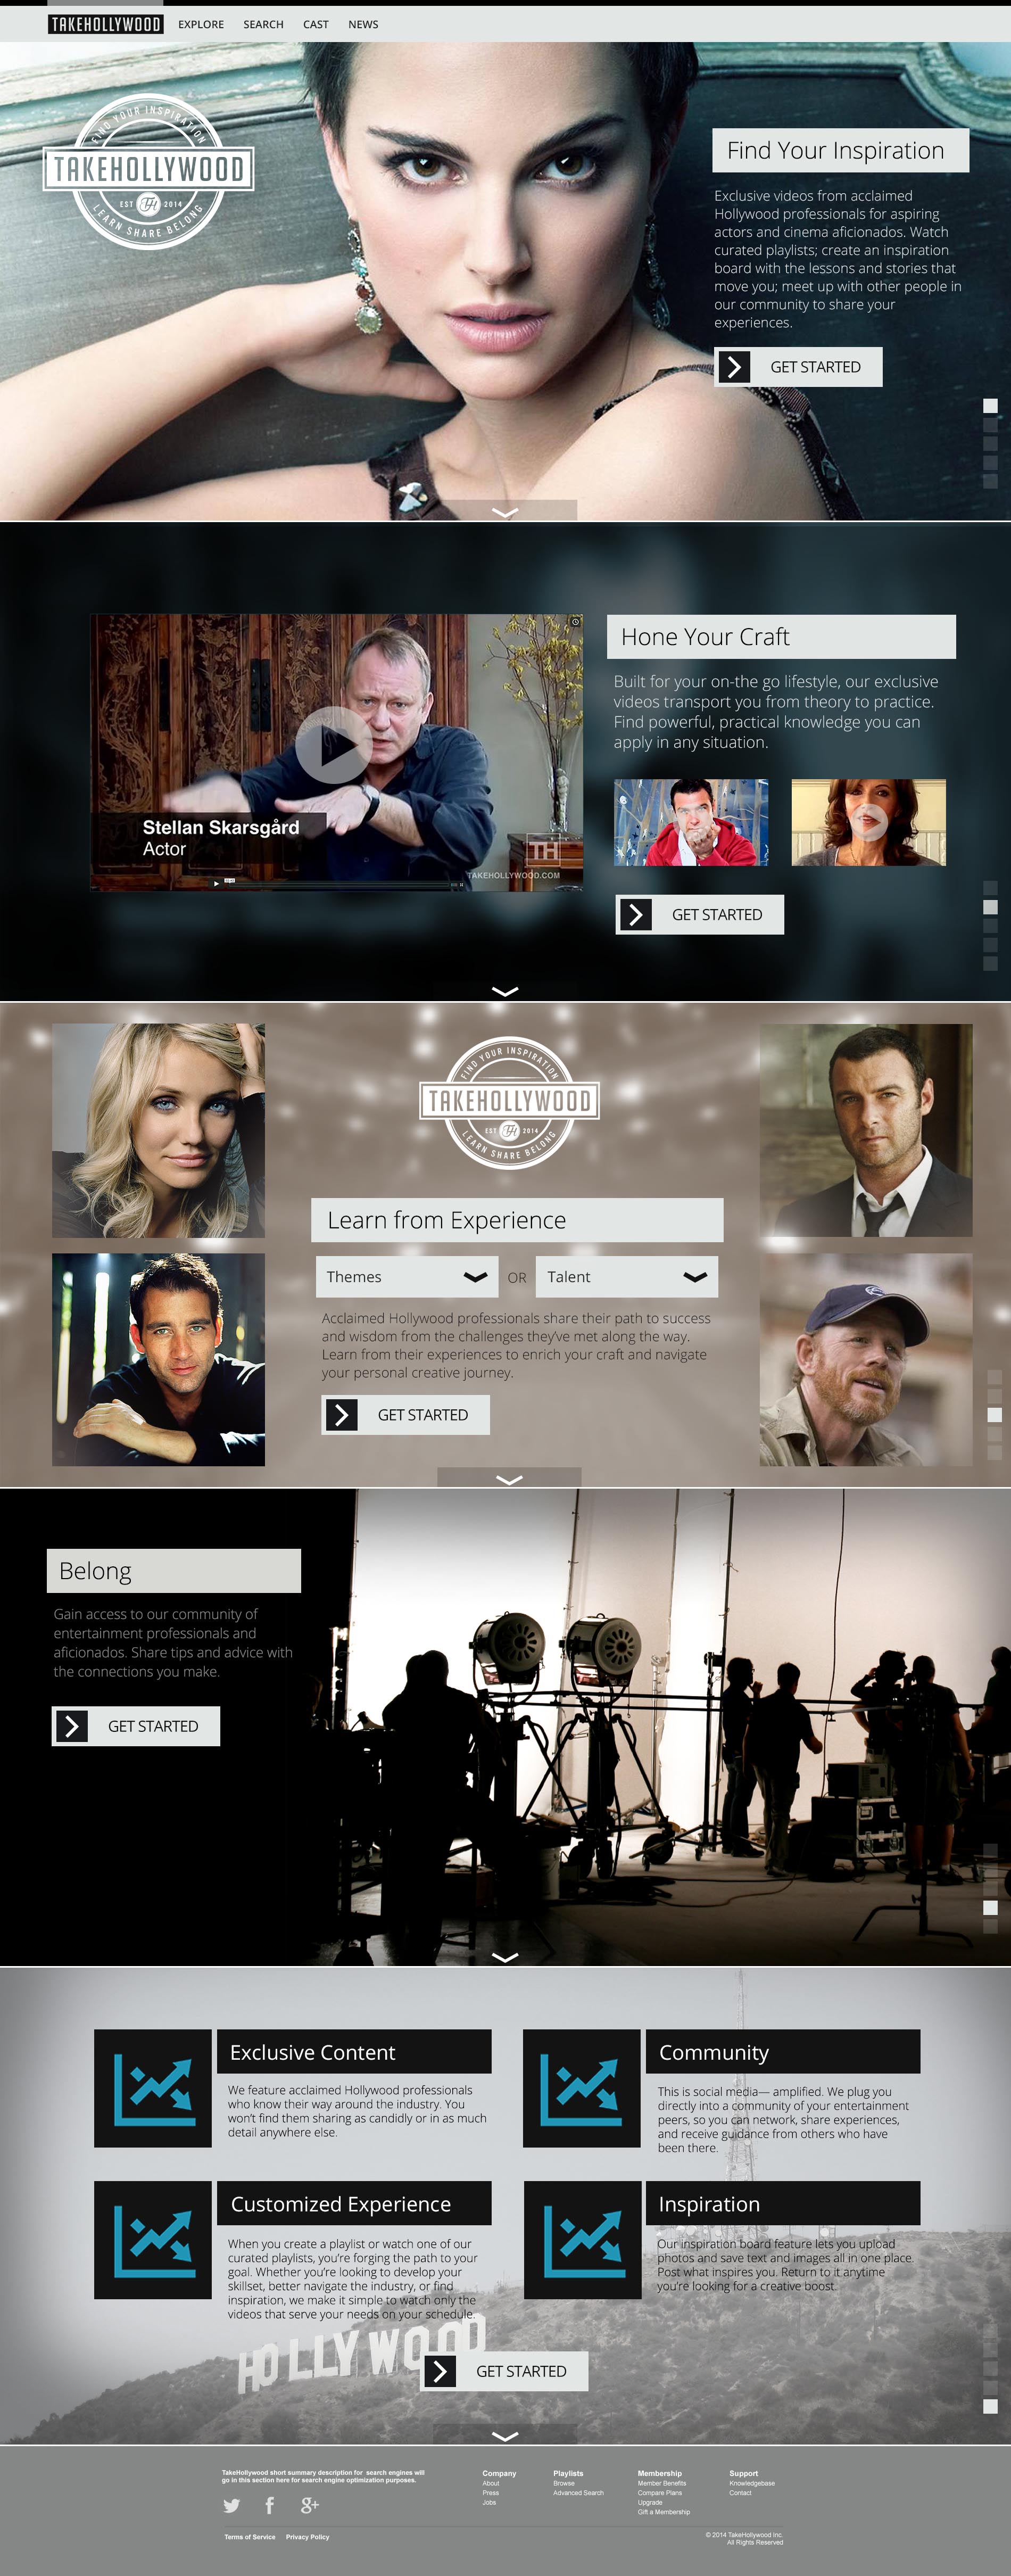 TAKEHOLLYWOOD EXPLORE SEARCH CAST NEWS
FIND YOUR INSPIRATION
TAKEHOLLYWOOD
EST TH 2014
LEARN SHARE BELONG
Find Your Inspiration
Exclusive videos from acclaimed
Hollywood professionals for aspiring
actors and cinema aficionados. Watch
curated playlists; create an inspiration
board with the lessons and stories that
move you; meet up with other people in
our community to share your
experiences.
GET STARTED
Stellan Skarsgård
Actor
TH
TAKEHOLLYWOOD.COM
Hone Your Craft
Built for your on-the go lifestyle, our exclusive
videos transport you from theory to practice.
Find powerful, practical knowledge you can
apply in any situation.
GET STARTED
FIND YOUR INSPIRATION
TAKEHOLLYWOOD
EST TH 2014
LEARN SHARE BELONG
Learn from Experience
Themes OR Talent
Acclaimed Hollywood professionals share their path to success
and wisdom from the challenges they've met along the way.
Learn from their experiences to enrich your craft and navigate
your personal creative journey.
GET STARTED
Belong
Gain access to our community of
entertainment professionals and
aficionados. Share tips and advice with
the connections you make.
GET STARTED
Exclusive Content
We feature acclaimed Hollywood professionals
who know their way around the industry. You
won't find them sharing as candidly or in as much
detail anywhere else.
Community
This is social media— amplified. We plug you
directly into a community of your entertainment
peers, so you can network, share experiences,
and receive guidance from others who have
been there.
Customized Experience
When you create a playlist or watch one of our
curated playlists, you're forging the path to your
goal. Whether you're looking to develop your
skillset, better navigate the industry, or find
inspiration, we make it simple to watch only the
videos that serve your needs on your schedule.
Inspiration
Our inspiration board feature lets you upload
photos and save text and images all in one place.
Post what inspires you. Return to it anytime
you're looking for a creative boost.
HOLLYWOOD
GET STARTED
TakeHollywood short summary description for search engines will
go in this section here for search engine optimization purposes.
Terms of Service Privacy Policy
Company
About
Press
Jobs
Playlists
Browse
Advanced Search
Membership
Member Benefits
Compare Plans
Upgrade
Gift a Membership
Support
Knowledgebase
Contact
© 2014 TakeHollywood Inc.
All Rights Reserved